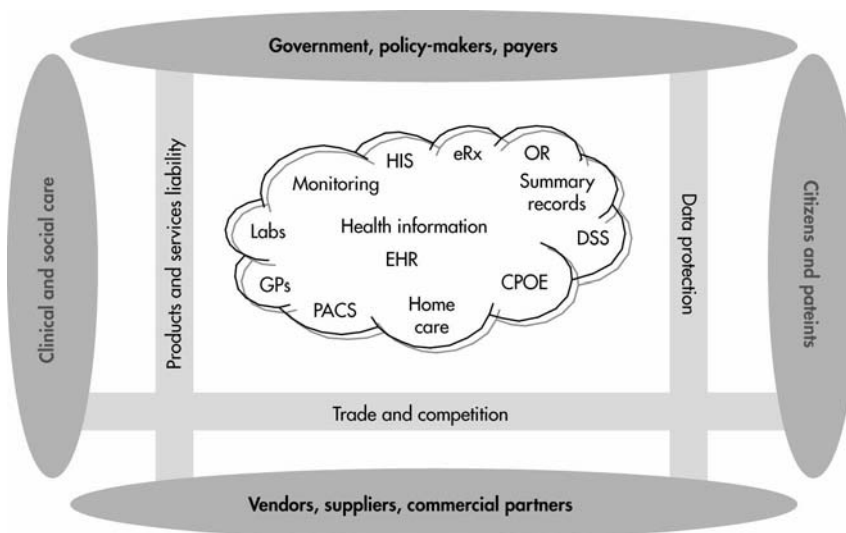 Government, policy-makers, payers
Clinical and social care
Products and services liability
HIS
eRx
OR
Monitoring
Summary
records
Labs
Health information
DSS
EHR
GPs
CPOE
PACS
Home
care
Data protection
Citizens and pateints
Trade and competition
Vendors, suppliers, commercial partners